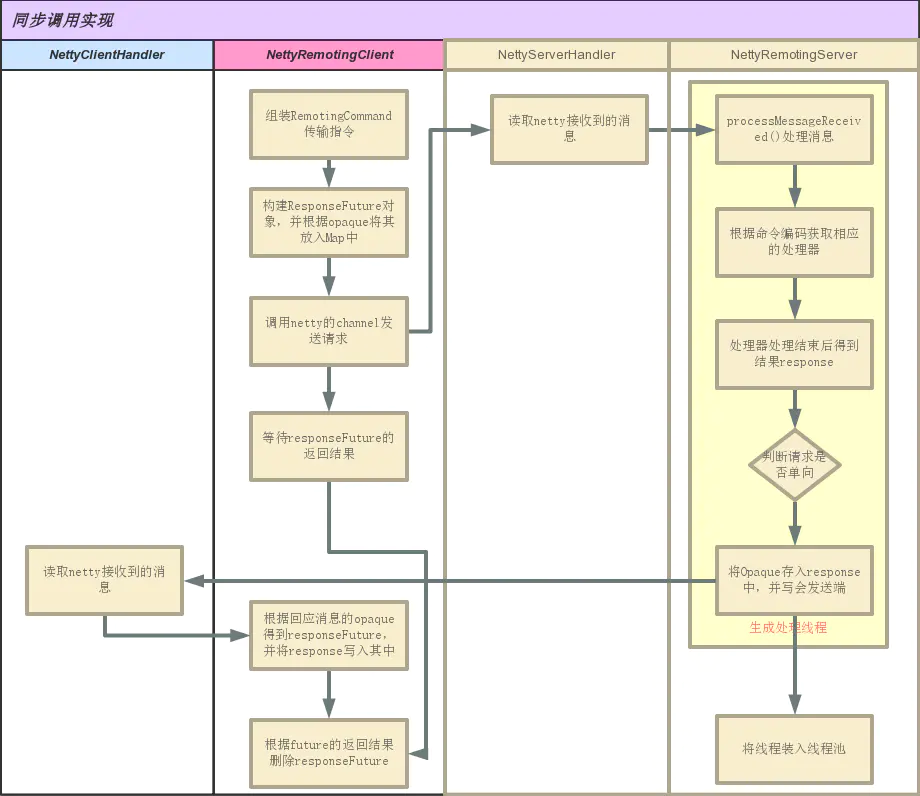 同步调用实现
NettyClientHandler
NettyRemotingClient
NettyServerHandler
NettyRemotingServer
组装RemotingCommand
传输指令
构建ResponseFuture对
象，并根据opaque将其
放入Map中
调用netty的channel发
送请求
等待responseFuture的
返回结果
读取netty接收到的消
息
processMessageReceiv
ed()处理消息
根据命令编码获取相应
的处理器
处理器处理结束后得到
结果response
判断请求是
否单向
将Opaque存入response
中，并写会发送端
生成处理线程
将线程装入线程池
读取netty接收到的消
息
根据回应消息的opaque
得到responseFuture，
并将response写入其中
根据future的返回结果
删除responseFuture